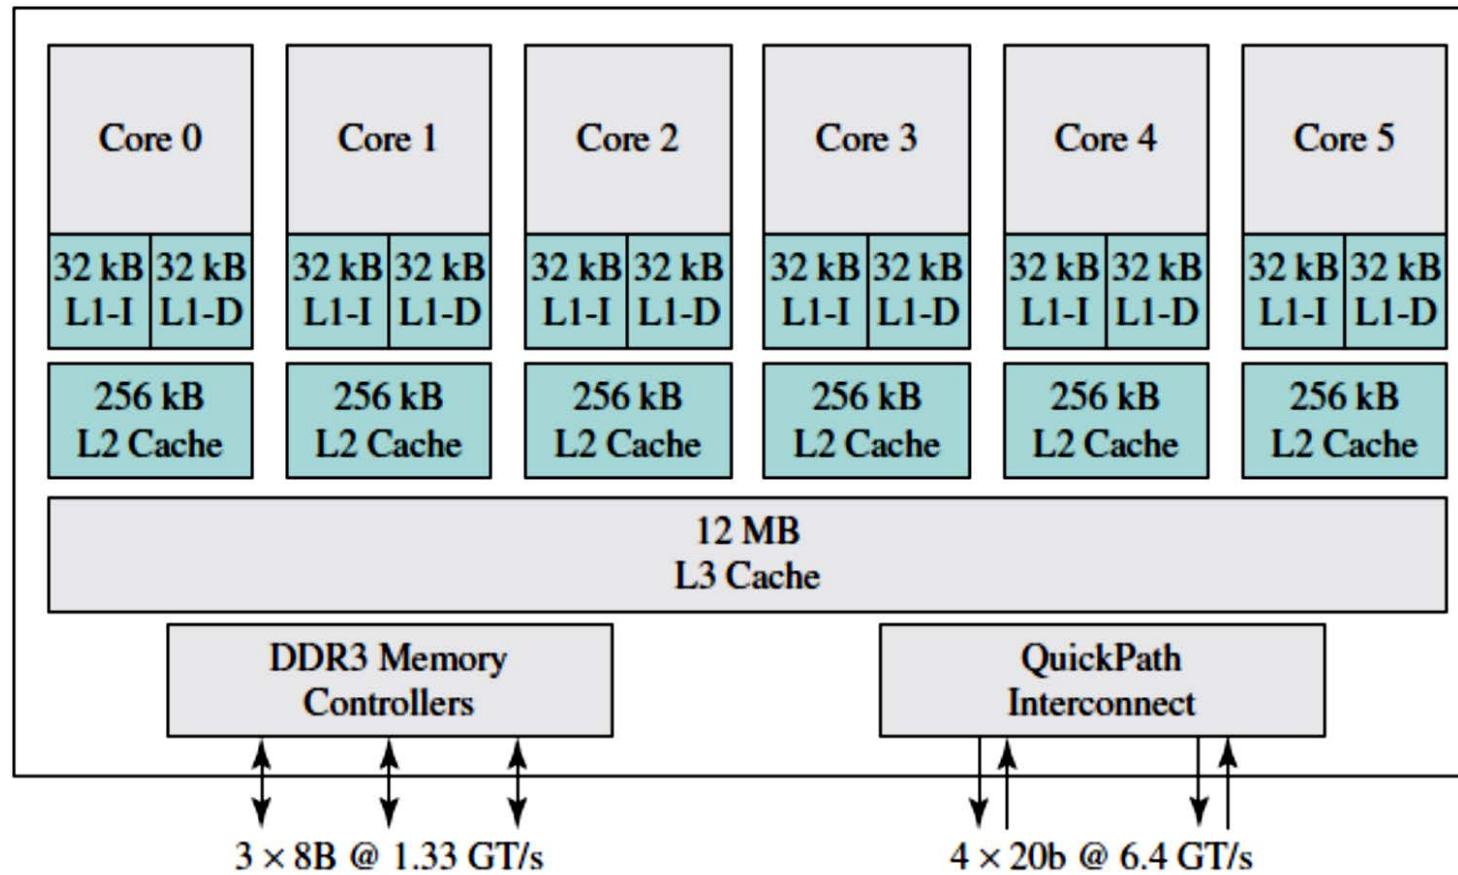 Core 0
Core 1
Core 2
Core 3
Core 4
Core 5
32 kB 32 kB 32 kB 32 kB 32 kB 32 kB 32 kB 32 kB 32 kB 32 kB 32 kB 32 kB
L1-I L1-D L1-I L1-D L1-I L1-D L1-I L1-D L1-I L1-D L1-I L1-D
256 kB 256 kB 256 kB 256 kB 256 kB 256 kB
L2 Cache L2 Cache L2 Cache L2 Cache L2 Cache L2 Cache
12 MB
L3 Cache
DDR3 Memory
Controllers
QuickPath
Interconnect
3 × 8B @ 1.33 GT/s
4 × 20b @ 6.4 GT/s